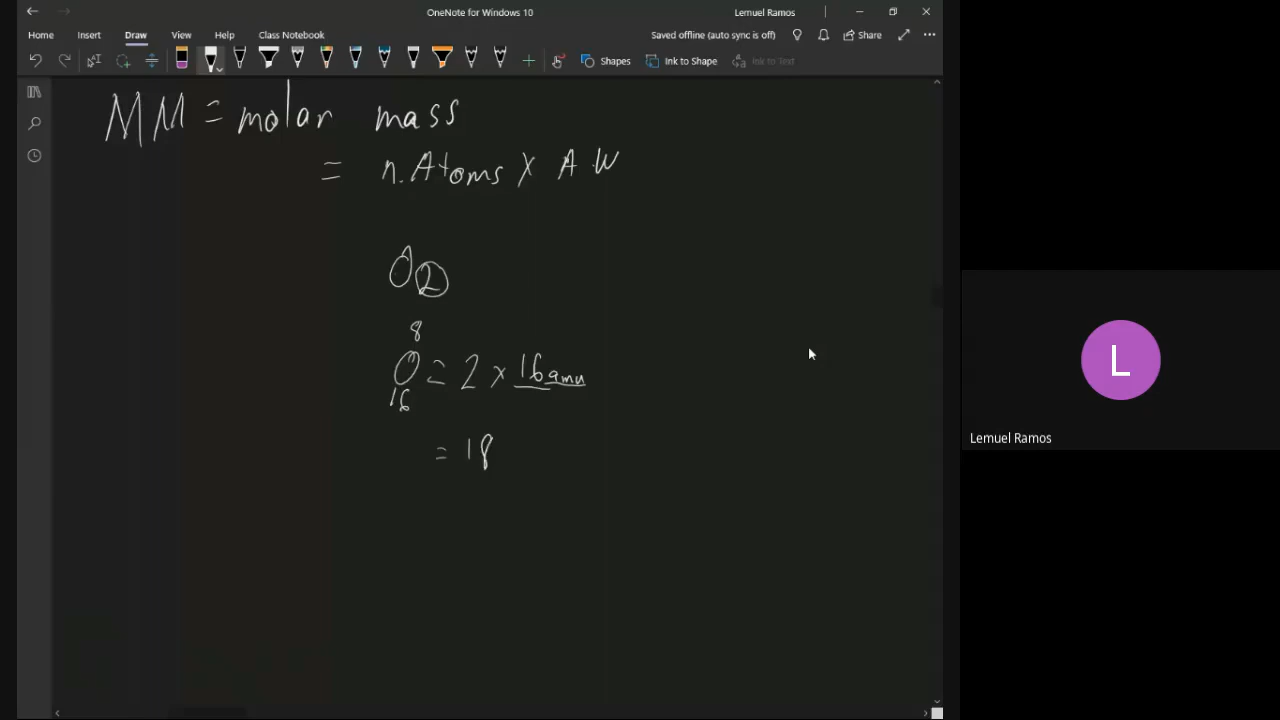 OneNote for Windows 10
Lemuel Ramos
Home Insert Draw View Help Class Notebook
Saved offline (auto sync is off) Share
Shapes Ink to Shape Ink to Text
MM = molar mass
= n.Atoms X AW
O2
8
O = 2 x 16amu
16
= 18
L
Lemuel Ramos